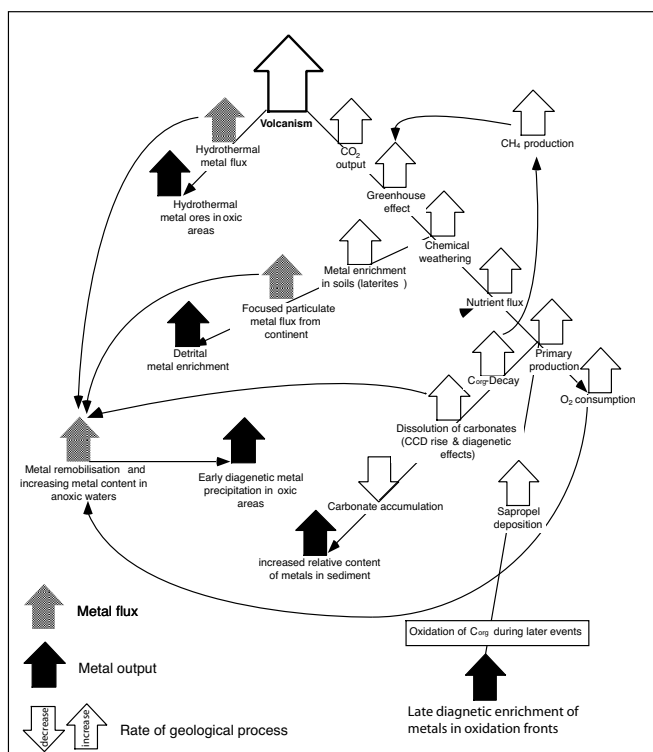 Volcanism
Hydrothermal
metal flux
CO2
output
CH4 production
Greenhouse
effect
Hydrothermal
metal ores in oxic
areas
Chemical
weathering
Metal enrichment
in soils (laterites )
Nutrient flux
Focused particulate
metal flux from
continent
Detrital
metal enrichment
Primary
production
Corg-Decay
O2 consumption
Dissolution of carbonates
(CCD rise & diagenetic
effects)
Metal remobilisation and
increasing metal content in
anoxic waters
Early diagenetic metal
precipitation in oxic
areas
Carbonate accumulation
Sapropel
deposition
increased relative content
of metals in sediment
Metal flux
Oxidation of Corg during later events
Metal output
Late diagnetic enrichment of
metals in oxidation fronts
decrease
increase
Rate of geological process